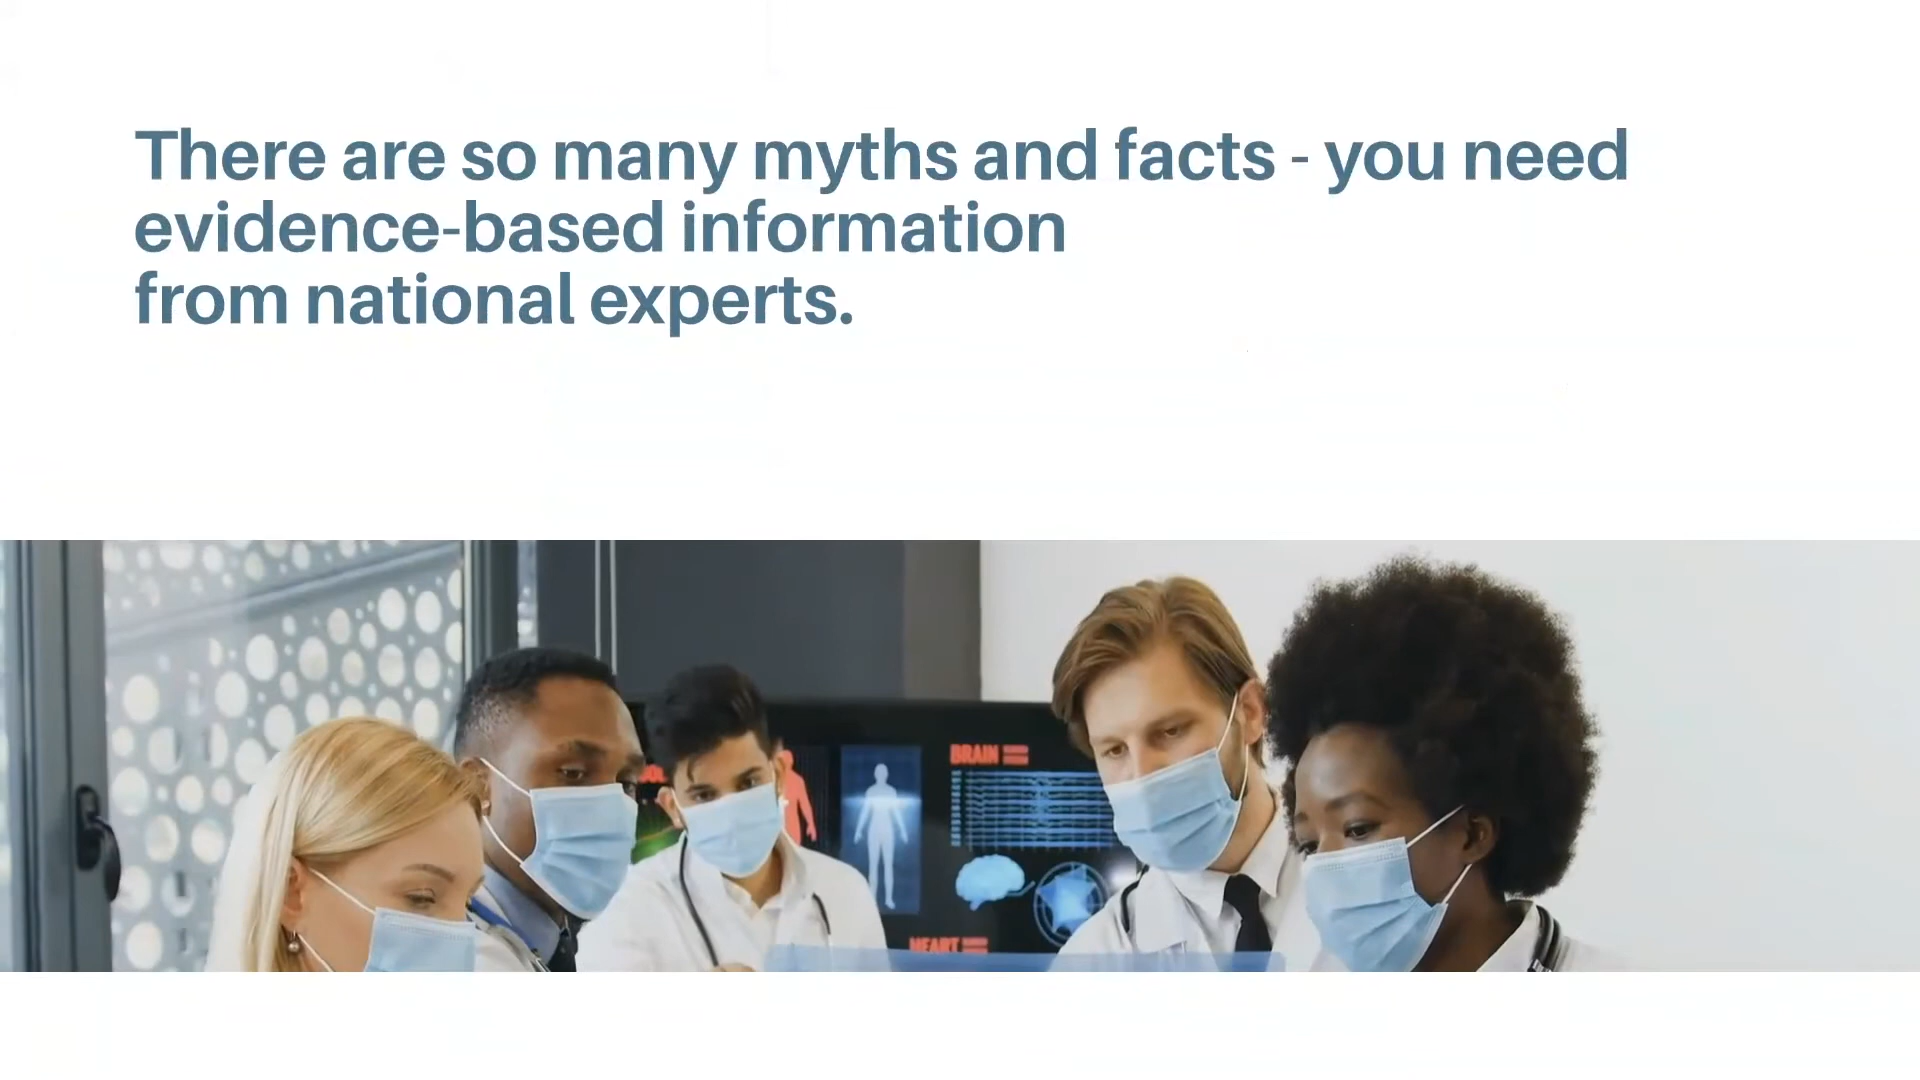 There are so many myths and facts - you need
evidence-based information
from national experts.
BRAIN
HEART